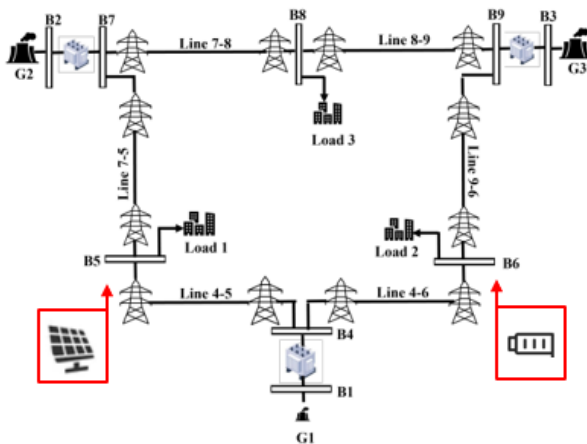 B2
B7
B8
B9
B3
Line 7-8
Line 8-9
G2
G3
Load 3
Line 7-5
Line 9-6
Load 1
Load 2
B5
B6
Line 4-5
Line 4-6
B4
B1
G1